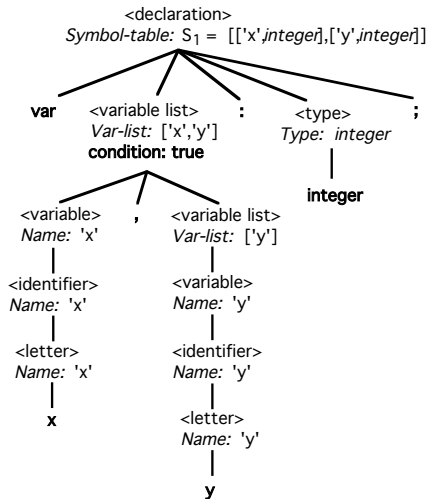 <declaration>
Symbol-table: S1 = [['x',integer],['y',integer]]
var <variable list> : <type> ;
Var-list: ['x','y'] Type: integer
condition: true
integer
<variable> , <variable list>
Name: 'x' Var-list: ['y']
<identifier> <variable>
Name: 'x' Name: 'y'
<letter> <identifier>
Name: 'x' Name: 'y'
x <letter>
Name: 'y'
y